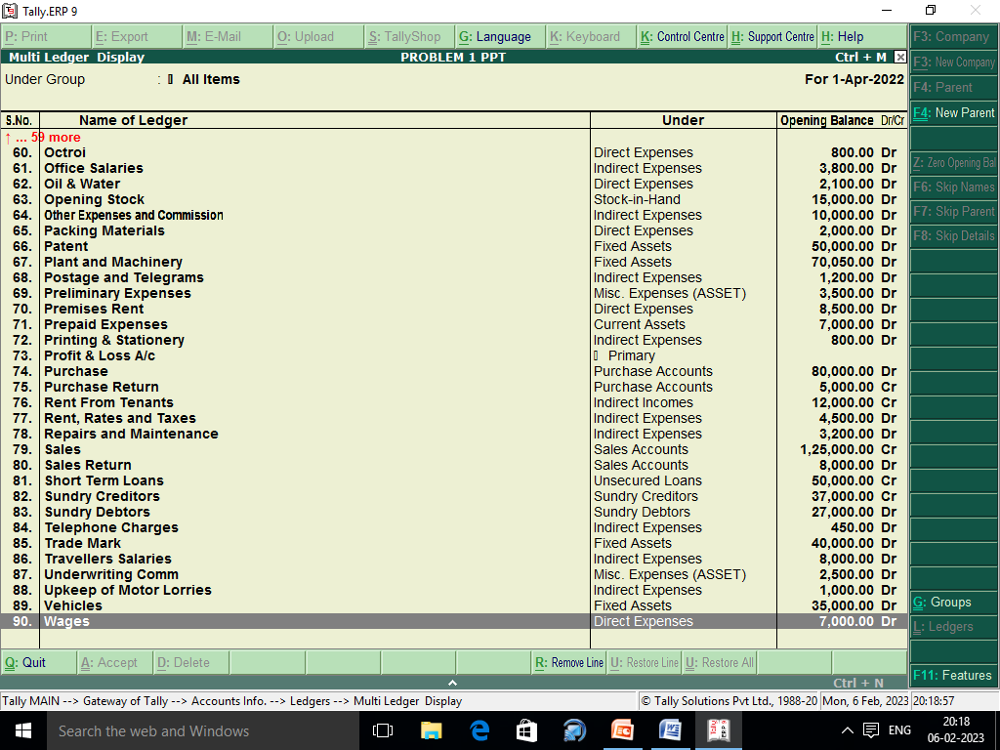 Tally.ERP 9
P: Print E: Export M: E-Mail O: Upload S: TallyShop G: Language K: Keyboard K: Control Centre H: Support Centre H: Help F3: Company
Multi Ledger Display PROBLEM 1 PPT Ctrl + M F3: New Company
Under Group : All Items For 1-Apr-2022 F4: Parent
F4: New Parent
S.No. Name of Ledger Under Opening Balance Dr/Cr
↑ ... 59 more
60. Octroi Direct Expenses 800.00 Dr
61. Office Salaries Indirect Expenses 3,800.00 Dr Z: Zero Opening Bal
62. Oil & Water Direct Expenses 2,100.00 Dr F6: Skip Names
63. Opening Stock Stock-in-Hand 15,000.00 Dr
64. Other Expenses and Commission Indirect Expenses 10,000.00 Dr F7: Skip Parent
65. Packing Materials Direct Expenses 2,000.00 Dr F8: Skip Details
66. Patent Fixed Assets 50,000.00 Dr
67. Plant and Machinery Fixed Assets 70,050.00 Dr
68. Postage and Telegrams Indirect Expenses 1,200.00 Dr
69. Preliminary Expenses Misc. Expenses (ASSET) 3,500.00 Dr
70. Premises Rent Direct Expenses 8,500.00 Dr
71. Prepaid Expenses Current Assets 7,000.00 Dr
72. Printing & Stationery Indirect Expenses 800.00 Dr
73. Profit & Loss A/c Primary
74. Purchase Purchase Accounts 80,000.00 Dr
75. Purchase Return Purchase Accounts 5,000.00 Cr
76. Rent From Tenants Indirect Incomes 12,000.00 Cr
77. Rent, Rates and Taxes Indirect Expenses 4,500.00 Dr
78. Repairs and Maintenance Indirect Expenses 3,200.00 Dr
79. Sales Sales Accounts 1,25,000.00 Cr
80. Sales Return Sales Accounts 8,000.00 Dr
81. Short Term Loans Unsecured Loans 50,000.00 Cr
82. Sundry Creditors Sundry Creditors 37,000.00 Cr
83. Sundry Debtors Sundry Debtors 27,000.00 Dr
84. Telephone Charges Indirect Expenses 450.00 Dr
85. Trade Mark Fixed Assets 40,000.00 Dr
86. Travellers Salaries Indirect Expenses 8,000.00 Dr
87. Underwriting Comm Misc. Expenses (ASSET) 2,500.00 Dr
88. Upkeep of Motor Lorries Indirect Expenses 1,000.00 Dr
89. Vehicles Fixed Assets 35,000.00 Dr G: Groups
90. Wages Direct Expenses 7,000.00 Dr L: Ledgers
Q: Quit A: Accept D: Delete R: Remove Line U: Restore Line U: Restore All
F11: Features
Ctrl + N
Tally MAIN --> Gateway of Tally --> Accounts Info. --> Ledgers --> Multi Ledger Display © Tally Solutions Pvt Ltd., 1988-20 Mon, 6 Feb, 2023 20:18:57
Search the web and Windows ENG 20:18
06-02-2023